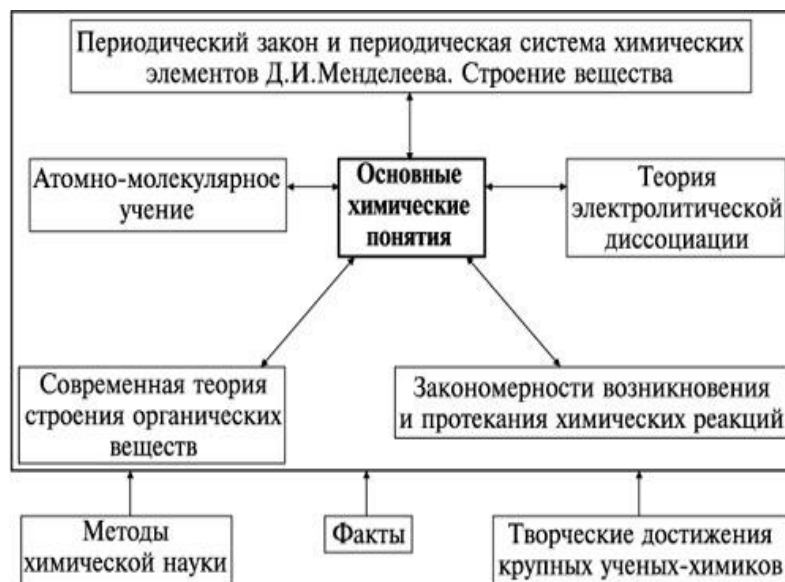 Периодический закон и периодическая система химических
элементов Д.И.Менделеева. Строение вещества
Атомно-молекулярное
учение
Основные
химические
понятия
Теория
электролитической
диссоциации
Современная теория
строения органических
веществ
Закономерности возникновения
и протекания химических реакций
Методы
химической науки
Факты
Творческие достижения
крупных ученых-химиков